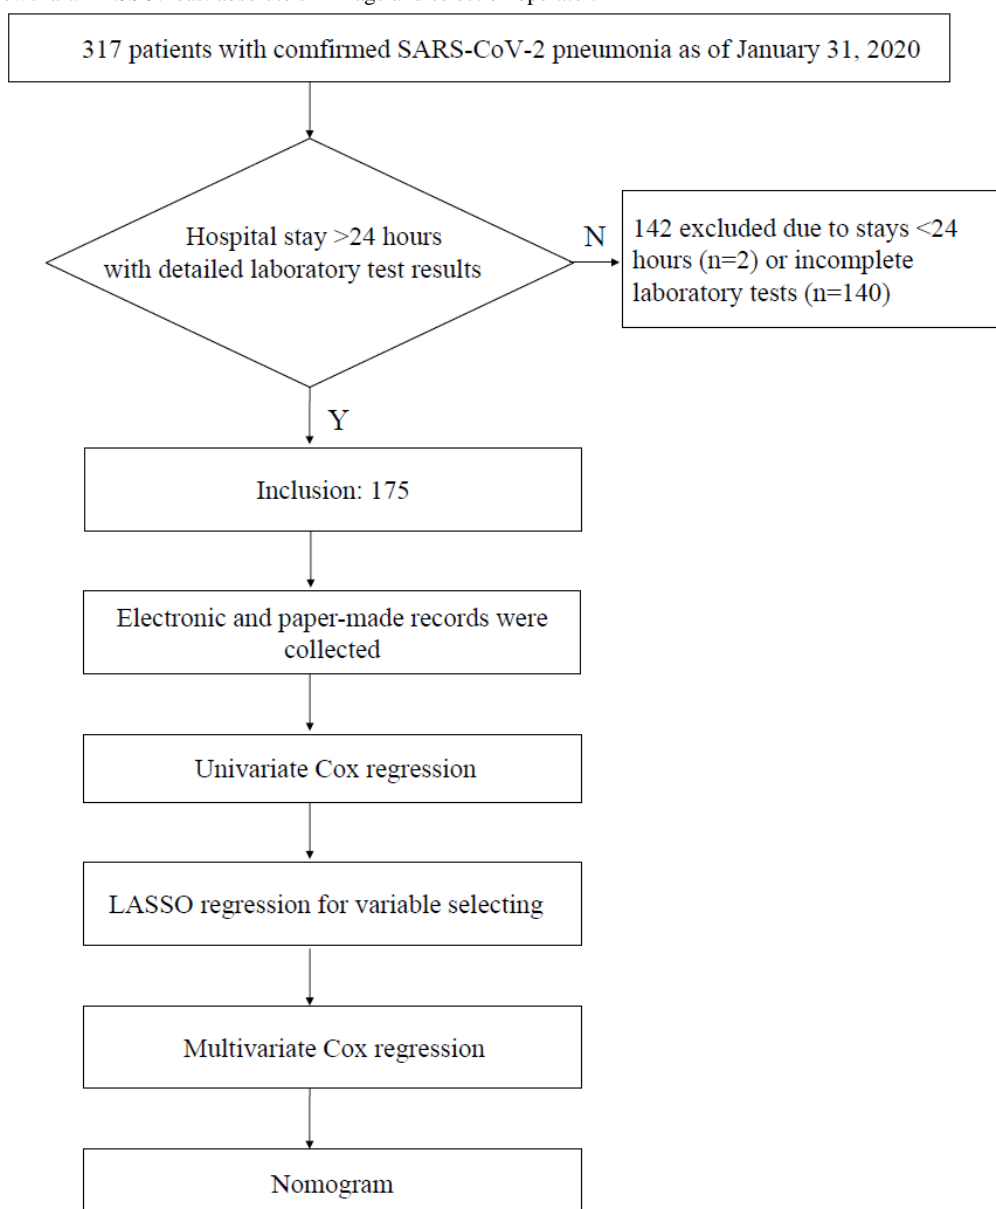 317 patients with comfirmed SARS-CoV-2 pneumonia as of January 31, 2020
Hospital stay >24 hours
with detailed laboratory test results
N
142 excluded due to stays <24
hours (n=2) or incomplete
laboratory tests (n=140)
Y
Inclusion: 175
Electronic and paper-made records were
collected
Univariate Cox regression
LASSO regression for variable selecting
Multivariate Cox regression
Nomogram